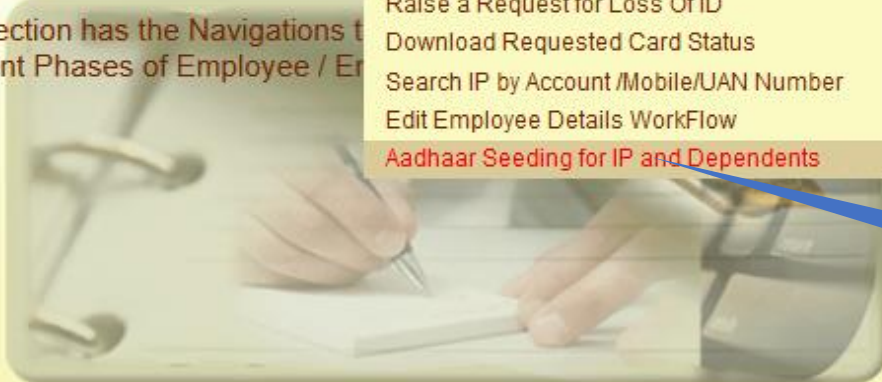 ection has the Navigations t
nt Phases of Employee / Er
Raise a Request for Loss Of ID
Download Requested Card Status
Search IP by Account /Mobile/UAN Number
Edit Employee Details WorkFlow
Aadhaar Seeding for IP and Dependents